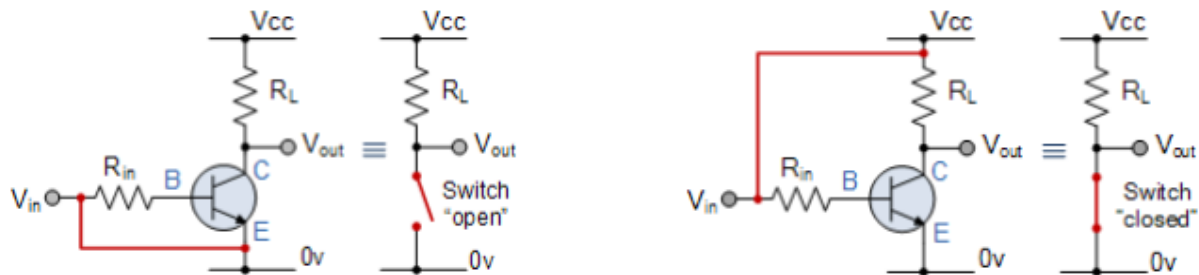 Vcc
Vcc
RL
RL
Vout
≡
Vout
Rin
B
C
Vin
Switch
"open"
E
0v
0v
Vcc
Vcc
RL
RL
Vout
≡
Vout
Rin
B
C
Vin
Switch
"closed"
E
0v
0v